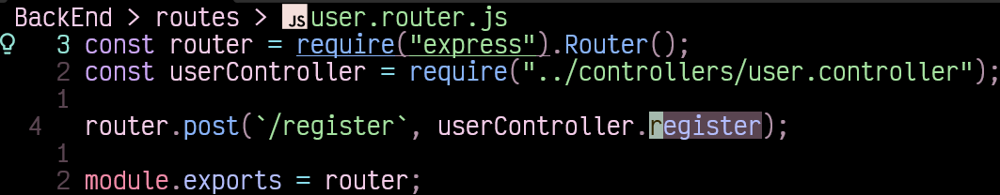 BackEnd > routes > JS user.router.js
3 const router = require("express").Router();
2 const userController = require("../controllers/user.controller");
1
4 router.post(`/register`, userController.register);
1
2 module.exports = router;